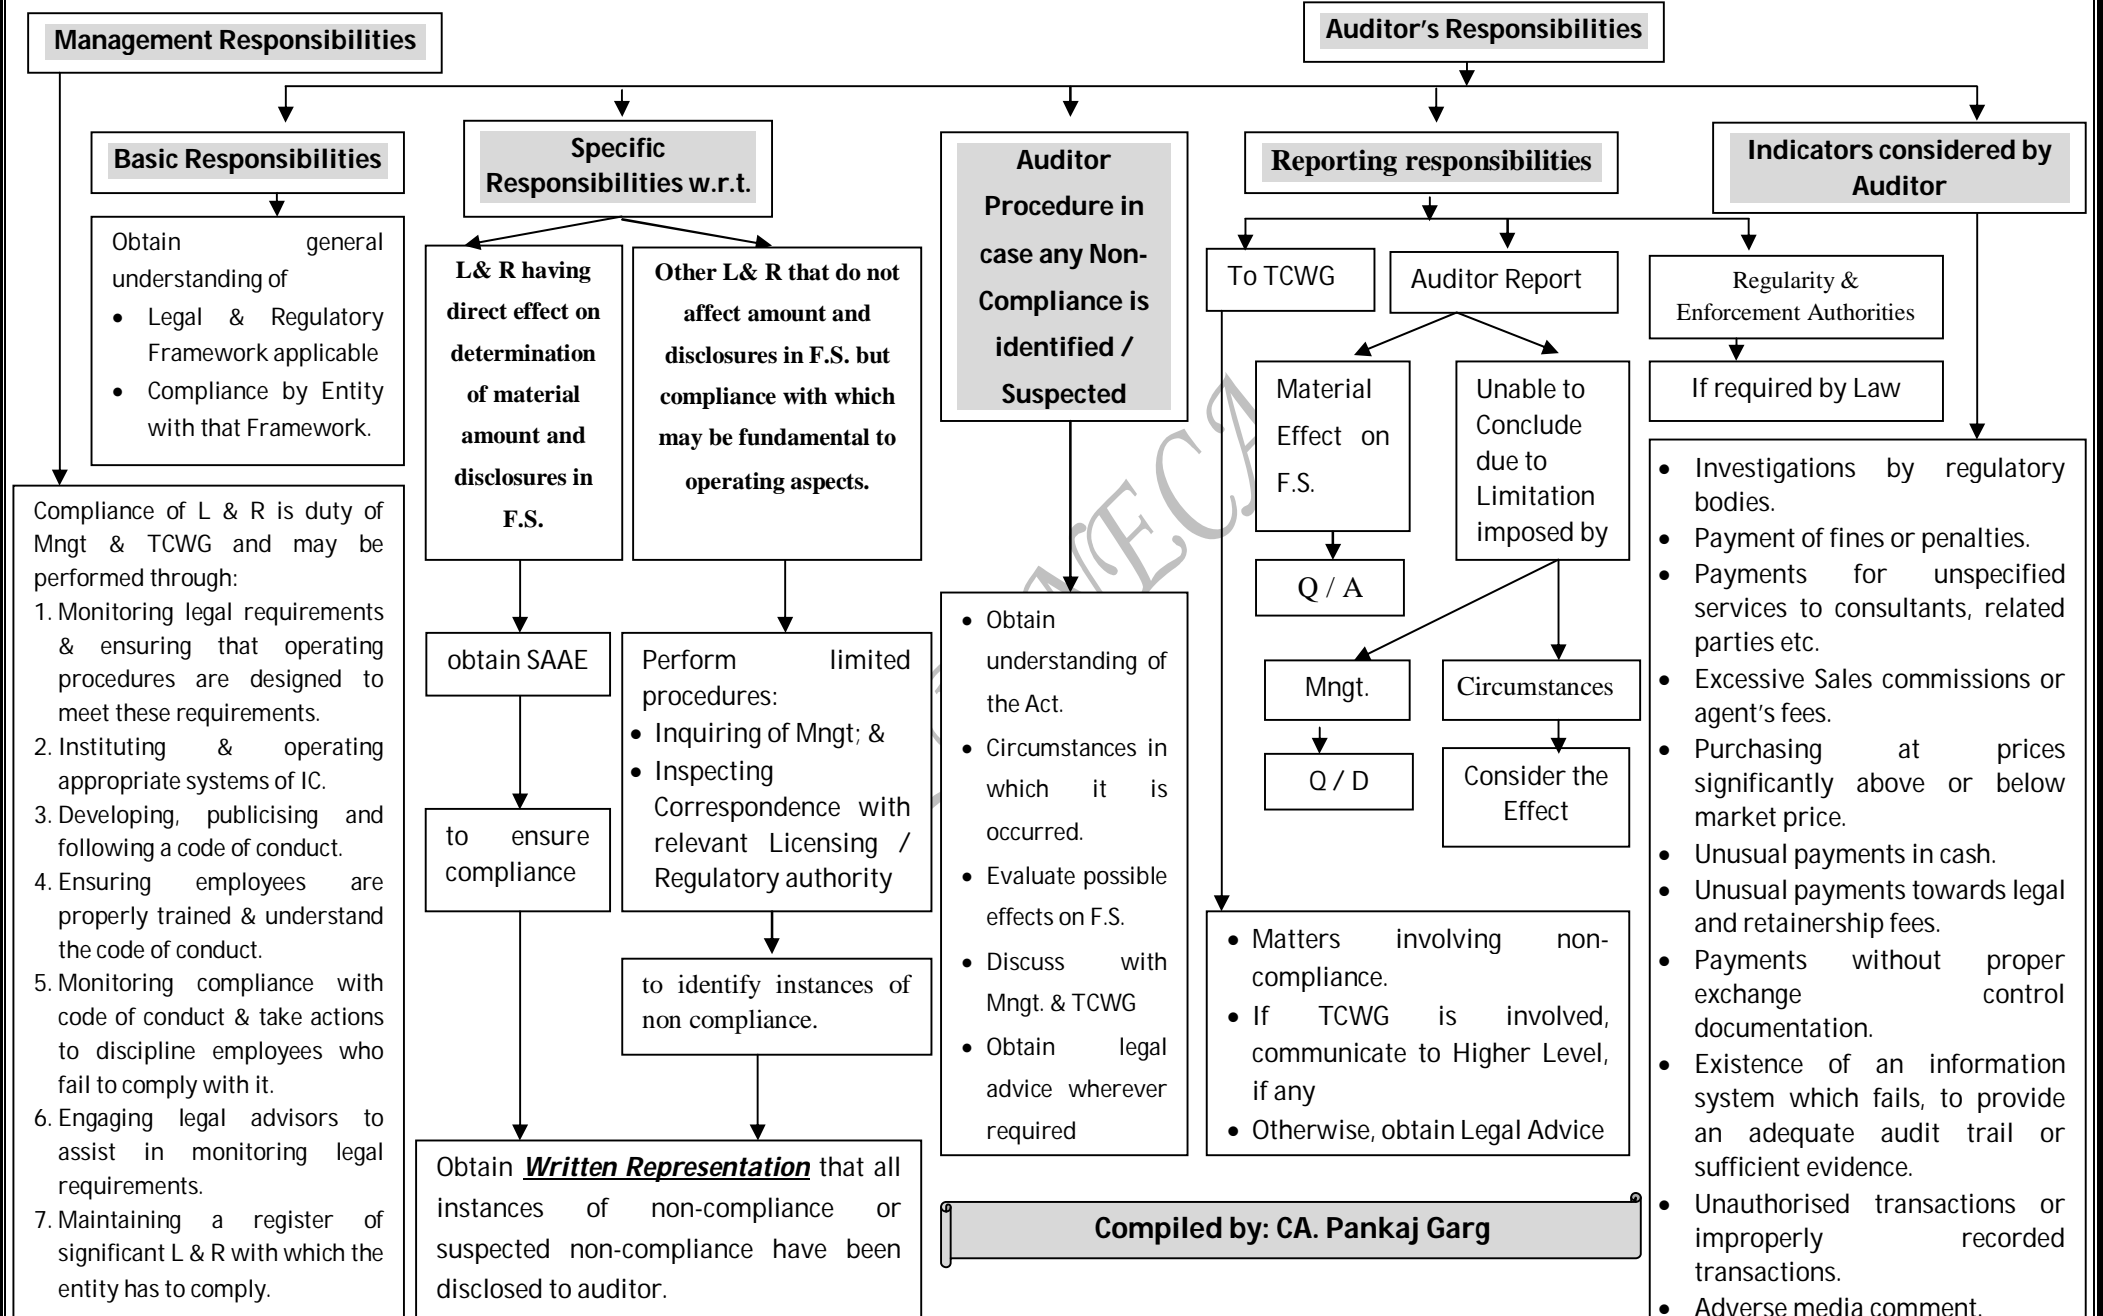 Management Responsibilities
Auditor's Responsibilities
Basic Responsibilities
Specific
Responsibilities w.r.t.
Auditor
Procedure in
case any Non-
Compliance is
identified /
Suspected
Reporting responsibilities
Indicators considered by
Auditor
Obtain general
understanding of
• Legal & Regulatory
Framework applicable
• Compliance by Entity
with that Framework.
L& R having
direct effect on
determination
of material
amount and
disclosures in
F.S.
Other L& R that do not
affect amount and
disclosures in F.S. but
compliance with which
may be fundamental to
operating aspects.
To TCWG
Auditor Report
Regularity &
Enforcement Authorities
If required by Law
Material
Effect on
F.S.
Unable to
Conclude
due to
Limitation
imposed by
Q / A
Mngt.
Circumstances
Q / D
Consider the
Effect
Compliance of L & R is duty of
Mngt & TCWG and may be
performed through:
1. Monitoring legal requirements
& ensuring that operating
procedures are designed to
meet these requirements.
2. Instituting & operating
appropriate systems of IC.
3. Developing, publicising and
following a code of conduct.
4. Ensuring employees are
properly trained & understand
the code of conduct.
5. Monitoring compliance with
code of conduct & take actions
to discipline employees who
fail to comply with it.
6. Engaging legal advisors to
assist in monitoring legal
requirements.
7. Maintaining a register of
significant L & R with which the
entity has to comply.
obtain SAAE
to ensure
compliance
Perform limited
procedures:
• Inquiring of Mngt; &
• Inspecting
Correspondence with
relevant Licensing /
Regulatory authority
to identify instances of
non compliance.
Obtain Written Representation that all
instances of non-compliance or
suspected non-compliance have been
disclosed to auditor.
• Obtain
understanding of
the Act.
• Circumstances in
which it is
occurred.
• Evaluate possible
effects on F.S.
• Discuss with
Mngt. & TCWG
• Obtain legal
advice wherever
required
• Matters involving non-
compliance.
• If TCWG is involved,
communicate to Higher Level,
if any
• Otherwise, obtain Legal Advice
• Investigations by regulatory
bodies.
• Payment of fines or penalties.
• Payments for unspecified
services to consultants, related
parties etc.
• Excessive Sales commissions or
agent's fees.
• Purchasing at prices
significantly above or below
market price.
• Unusual payments in cash.
• Unusual payments towards legal
and retainership fees.
• Payments without proper
exchange control
documentation.
• Existence of an information
system which fails, to provide
an adequate audit trail or
sufficient evidence.
• Unauthorised transactions or
improperly recorded
transactions.
• Adverse media comment.
Compiled by: CA. Pankaj Garg